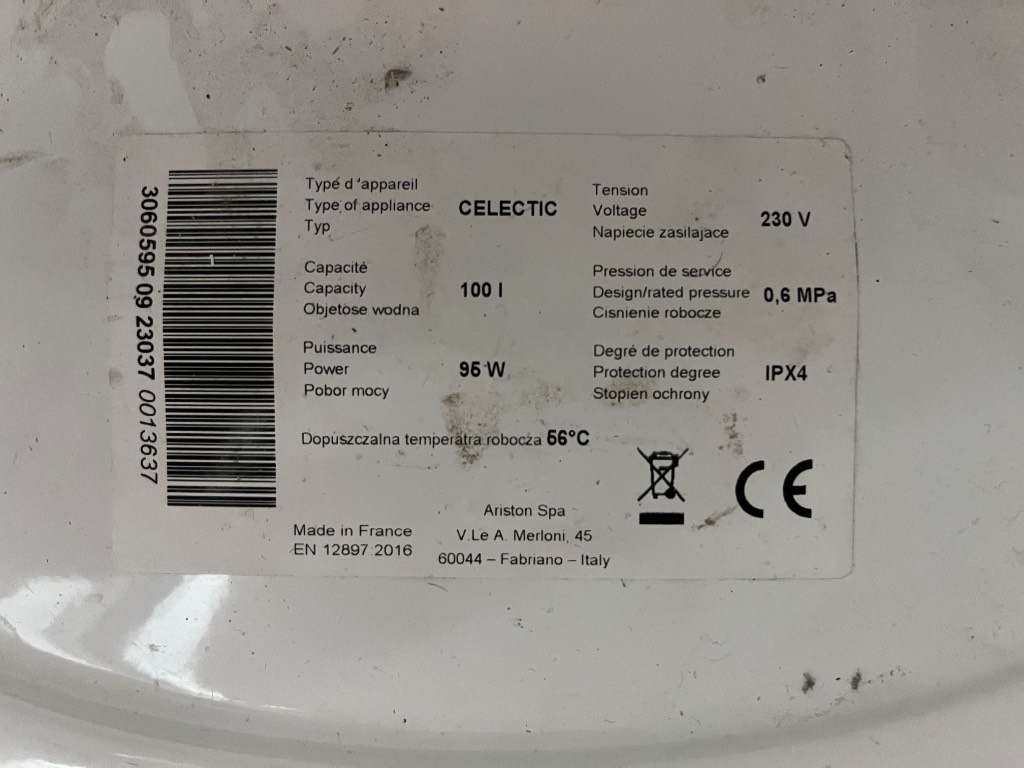 3060595 09 23037 0013637
Typé d'appareil
Type of appliance CELECTIC
Typ
Capacité
Capacity 100 l
Objetose wodna
Puissance
Power 95 W
Pobor mocy
Tension
Voltage 230 V
Napiecie zasilajace
Pression de service
Design/rated pressure 0,6 MPa
Cisnienie robocze
Degré de protection
Protection degree IPX4
Stopien ochrony
Dopuszczalna temperatra robocza
Made in France
EN 12897:2016
Ariston Spa
V.Le A. Merloni, 45
60044 – Fabriano – Italy
CE